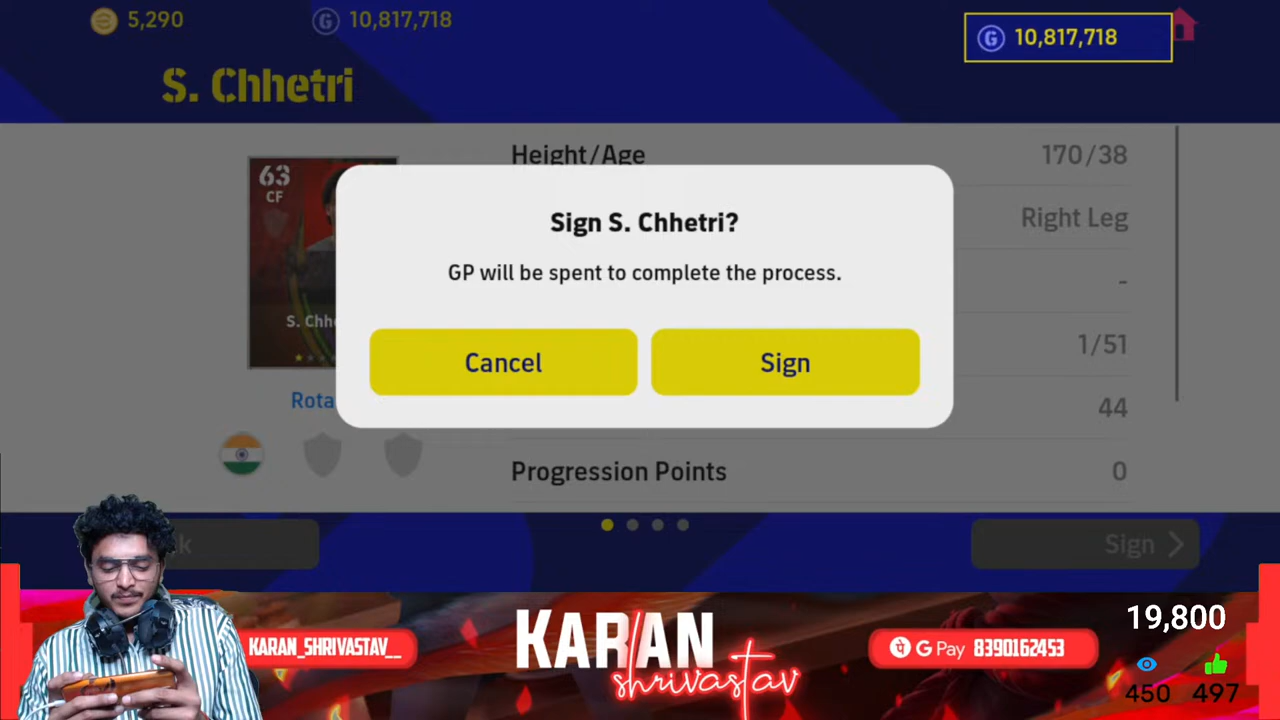 5,290
10,817,718
10,817,718
S. Chhetri
63
CF
S. Chh
Rota
Height/Age
170/38
Right Leg
-
1/51
44
Progression Points
0
Sign S. Chhetri?
GP will be spent to complete the process.
Cancel
Sign
k
Sign
KARAN_SHRIVASTAV__
KARAN
shrivastav
G Pay 8390162453
19,800
450
497